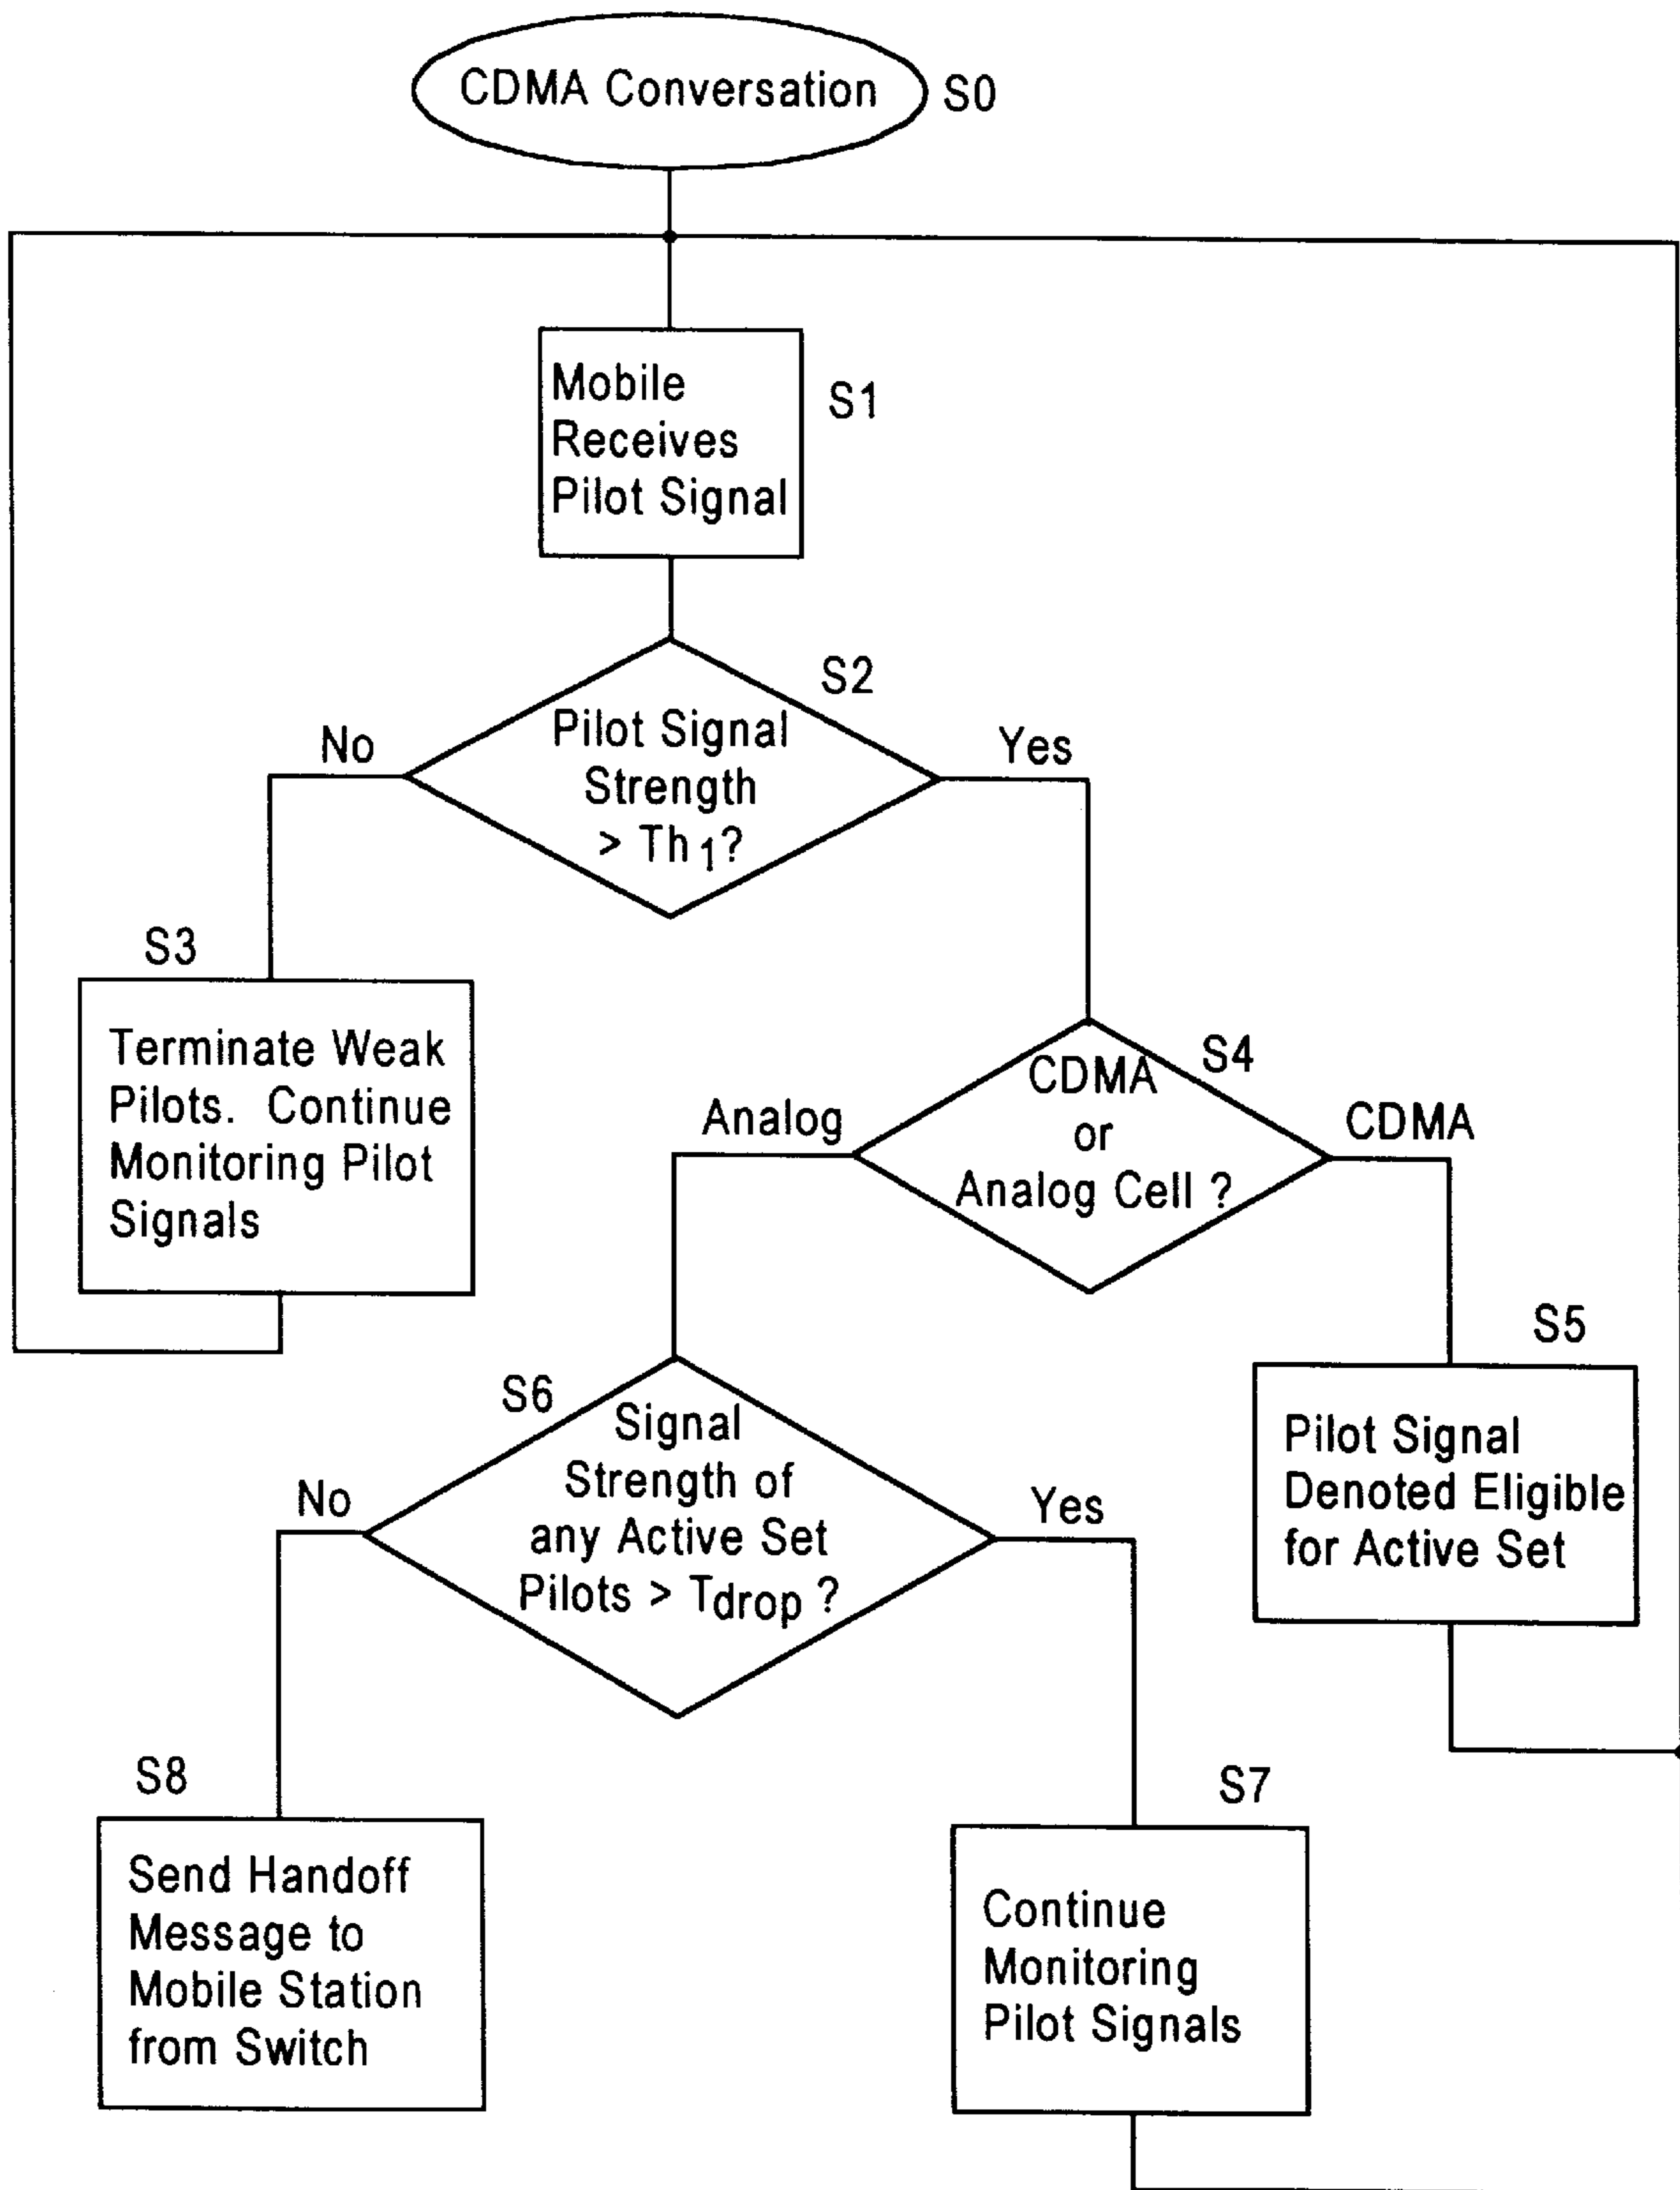 CDMA Conversation
S0
Mobile
Receives
Pilot Signal
S1
S2
Pilot Signal
Strength
> Th1?
No
Yes
S3
Terminate Weak
Pilots. Continue
Monitoring Pilot
Signals
S4
CDMA
or
Analog Cell ?
Analog
CDMA
S5
Pilot Signal
Denoted Eligible
for Active Set
S6
Signal
Strength of
any Active Set
Pilots > Tdrop ?
No
Yes
S8
Send Handoff
Message to
Mobile Station
from Switch
S7
Continue
Monitoring
Pilot Signals